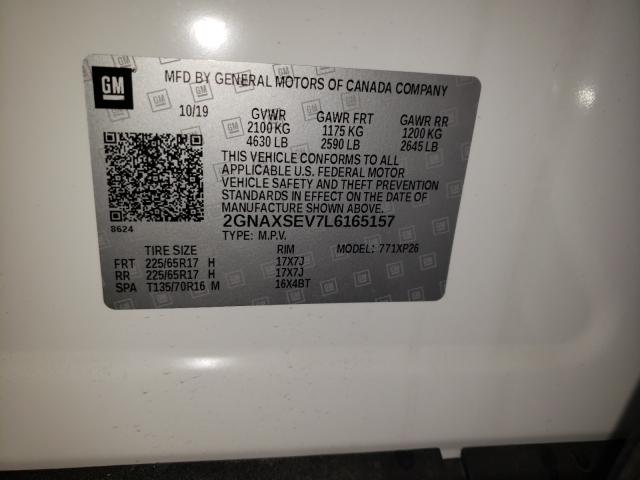 GM
MFD BY GENERAL MOTORS OF CANADA COMPANY
10/19 GVWR GAWR FRT GAWR RR
2100 KG 1175 KG 1200 KG
4630 LB 2590 LB 2645 LB
THIS VEHICLE CONFORMS TO ALL
APPLICABLE U.S. FEDERAL MOTOR
VEHICLE SAFETY AND THEFT PREVENTION
STANDARDS IN EFFECT ON THE DATE OF
MANUFACTURE SHOWN ABOVE.
8624 2GNAXSEV7L6165157
TYPE: M.P.V. MODEL: 771XP26
TIRE SIZE RIM
FRT 225/65R17 H 17X7J
RR 225/65R17 H 17X7J
SPA T135/70R16 M 16X4BT